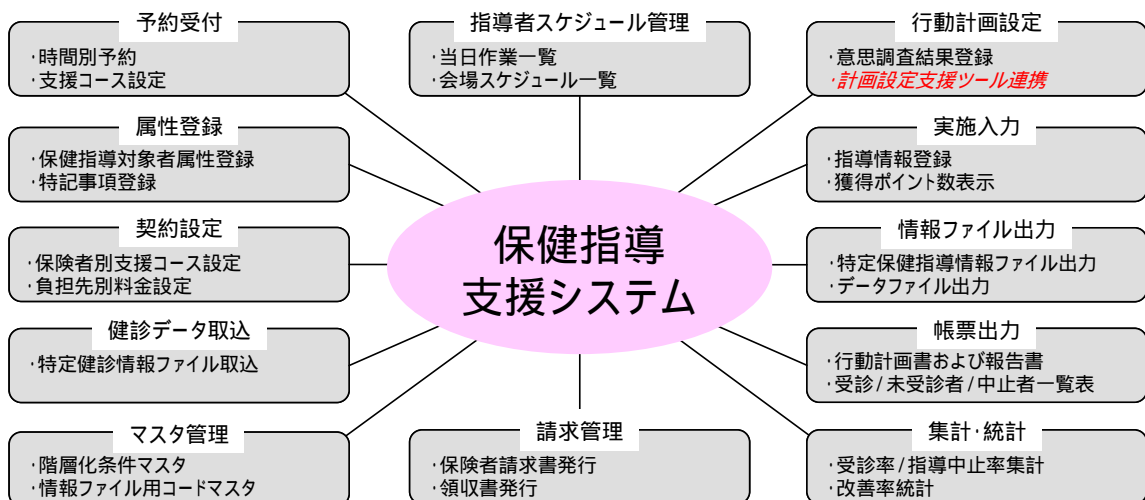 予約受付
·時間別予約
·支援コース設定
指導者スケジュール管理
·当日作業一覧
·会場スケジュール一覧
行動計画設定
·意思調査結果登録
·計画設定支援ツール連携
属性登録
·保健指導対象者属性登録
·特記事項登録
実施入力
·指導情報登録
·獲得ポイント数表示
契約設定
·保険者別支援コース設定
·負担先別料金設定
保健指導
支援システム
情報ファイル出力
·特定保健指導情報ファイル出力
·データファイル出力
健診データ取込
·特定健診情報ファイル取込
帳票出力
·行動計画書および報告書
·受診/未受診者/中止者一覧表
マスタ管理
·階層化条件マスタ
·情報ファイル用コードマスタ
請求管理
·保険者請求書発行
·領収書発行
集計·統計
·受診率/指導中止率集計
·改善率統計